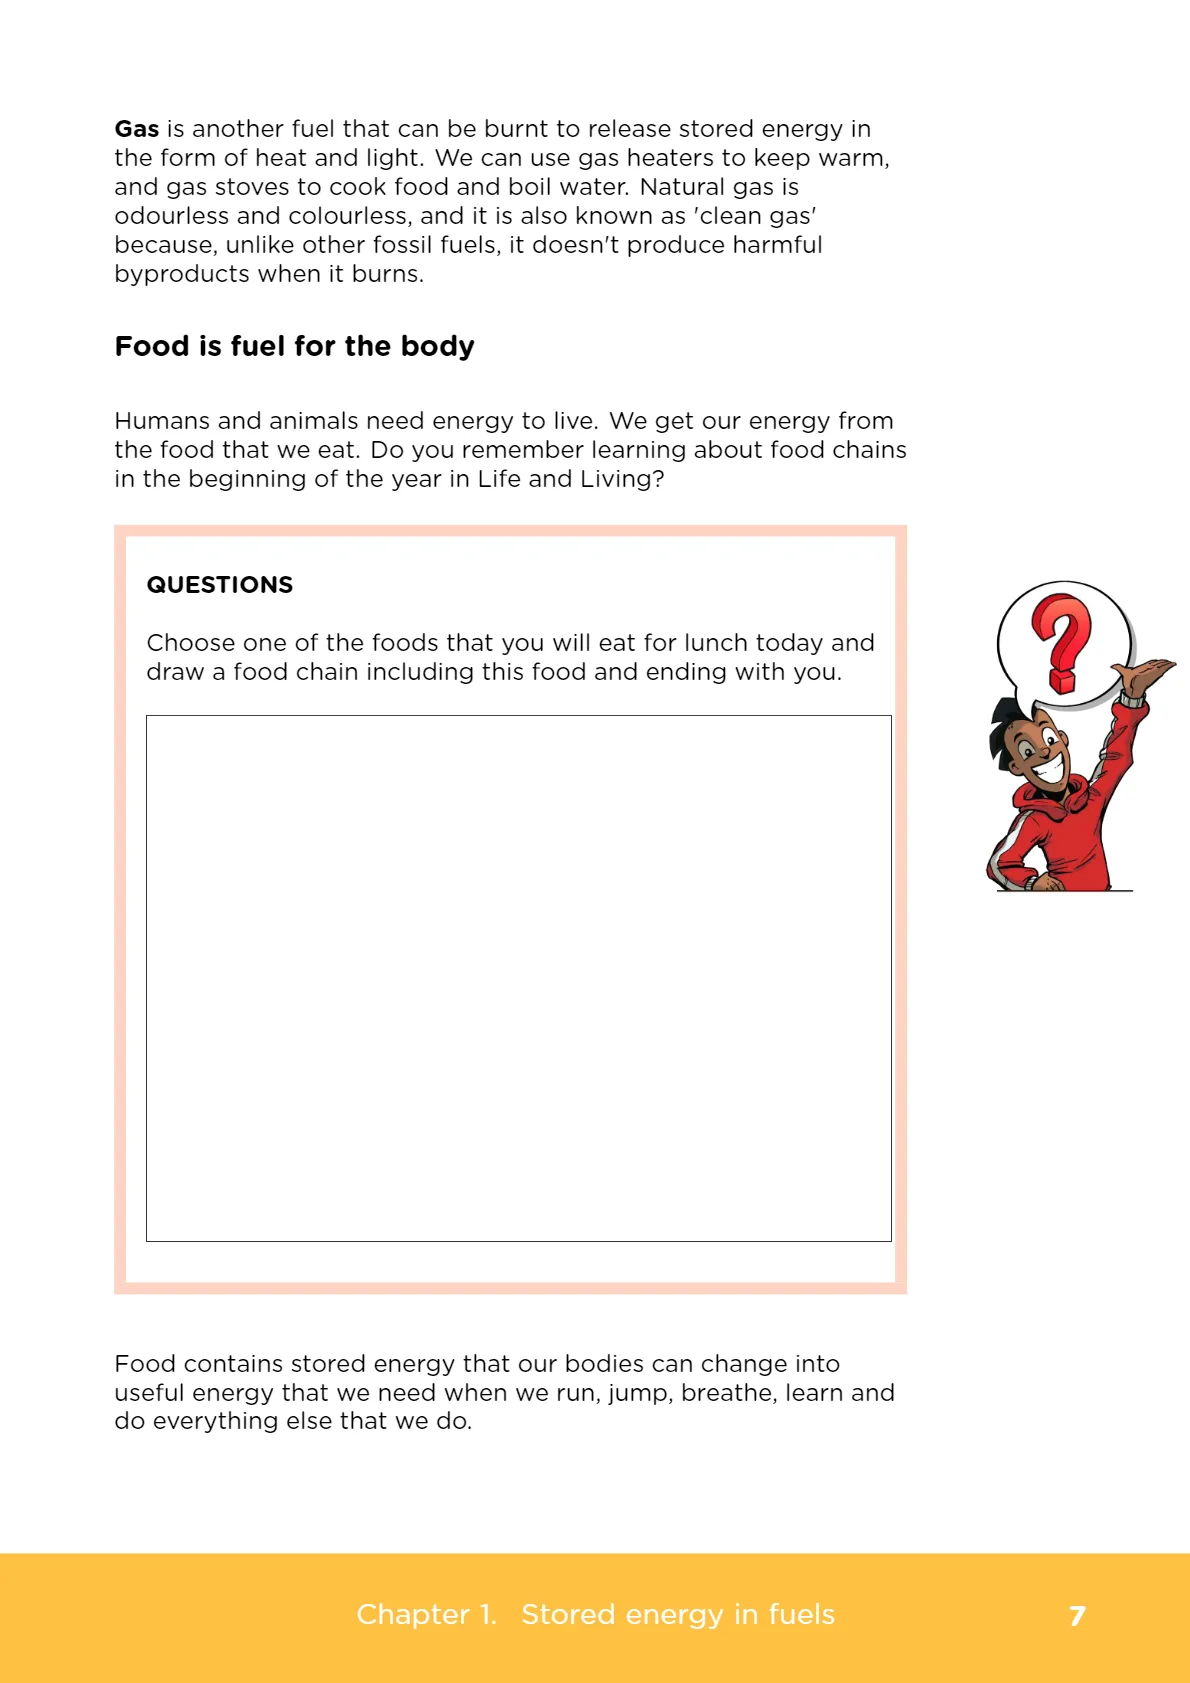 Gas is another fuel that can be burnt to release stored energy in
the form of heat and light. We can use gas heaters to keep warm,
and gas stoves to cook food and boil water. Natural gas is
odourless and colourless, and it is also known as 'clean gas'
because, unlike other fossil fuels, it doesn't produce harmful
byproducts when it burns.
Food is fuel for the body
Humans and animals need energy to live. We get our energy from
the food that we eat. Do you remember learning about food chains
in the beginning of the year in Life and Living?
QUESTIONS
Choose one of the foods that you will eat for lunch today and
draw a food chain including this food and ending with you.
?
Food contains stored energy that our bodies can change into
useful energy that we need when we run, jump, breathe, learn and
do everything else that we do.
Chapter 1. Stored energy in fuels 7